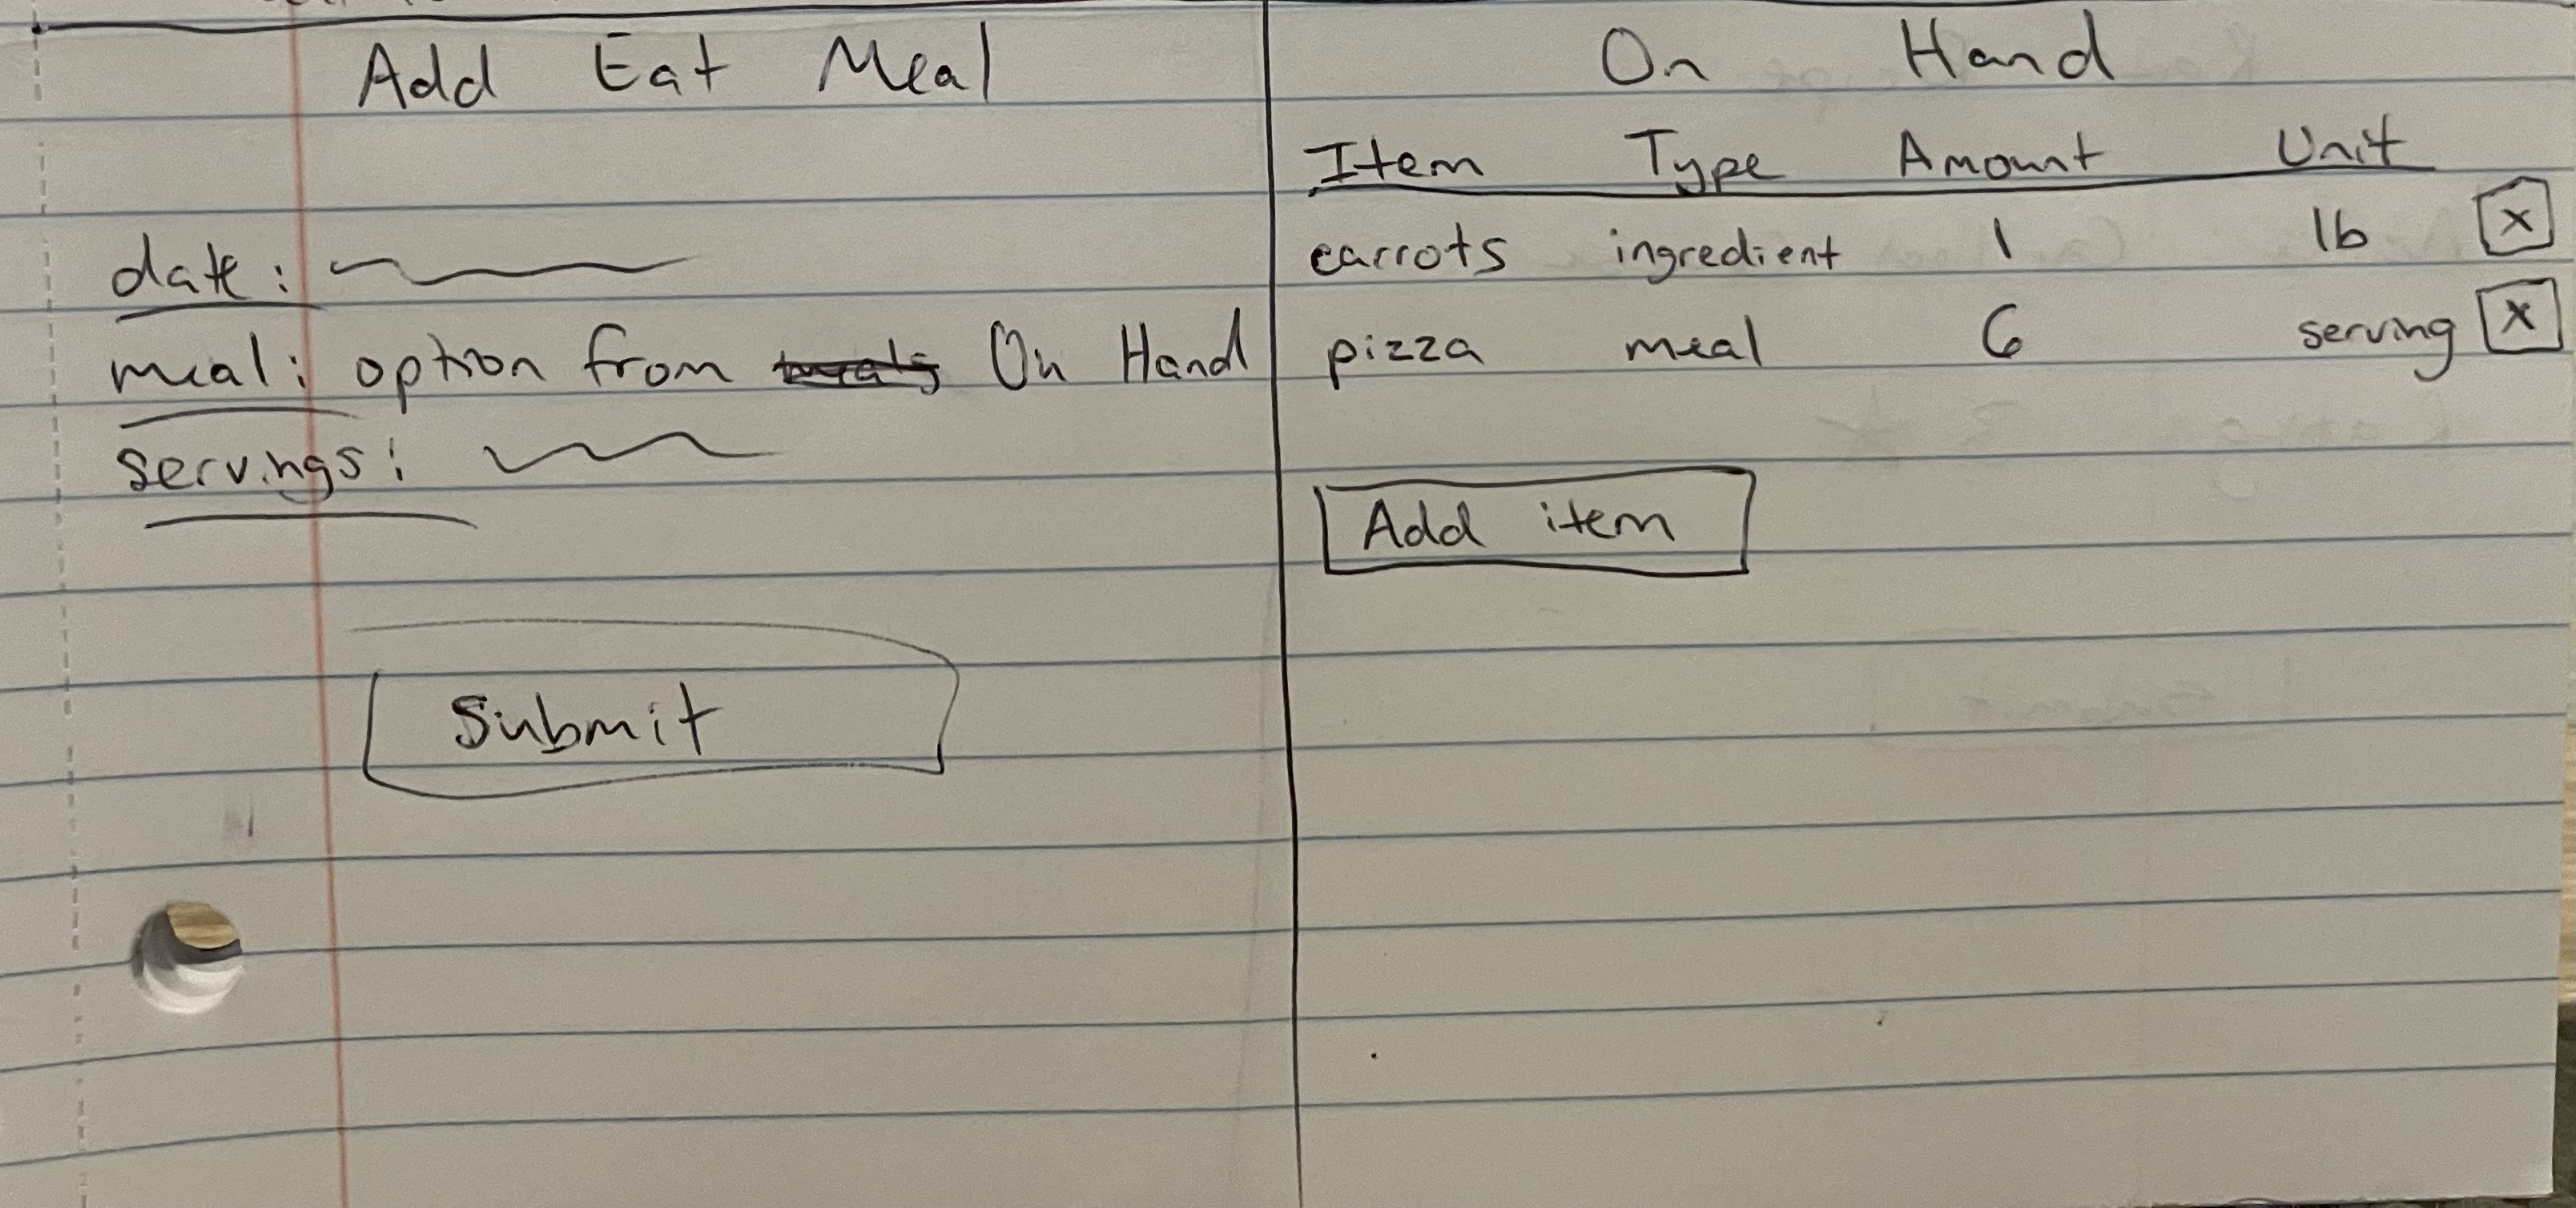 Add Eat Meal
date:
meal: option from On Hand
servings:
Submit
On Hand
Item Type Amount Unit
carrots ingredient 1 lb x
pizza meal 6 serving x
Add item